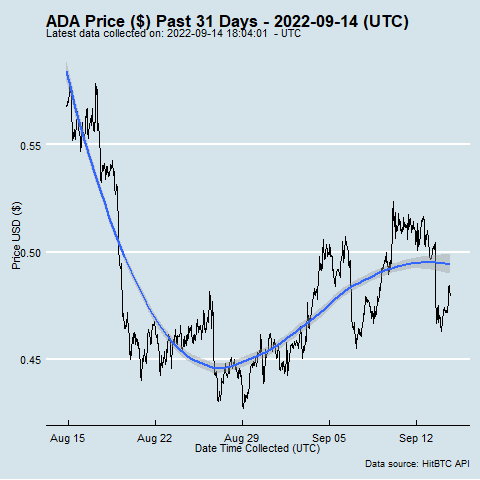 ADA Price ($) Past 31 Days - 2022-09-14 (UTC)
Latest data collected on: 2022-09-14 18:04:01 - UTC
0.55
0.50
0.45
Price USD ($)
Aug 15 Aug 22 Aug 29 Sep 05 Sep 12
Date Time Collected (UTC)
Data source: HitBTC API